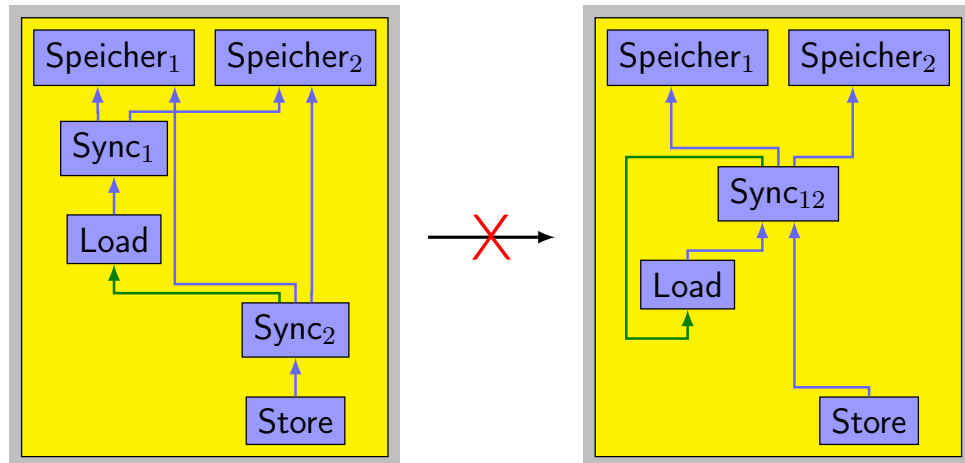 Speicher₁ Speicher₂
Sync₁
Load
Sync₂
Store
Speicher₁ Speicher₂
Sync₁₂
Load
Store